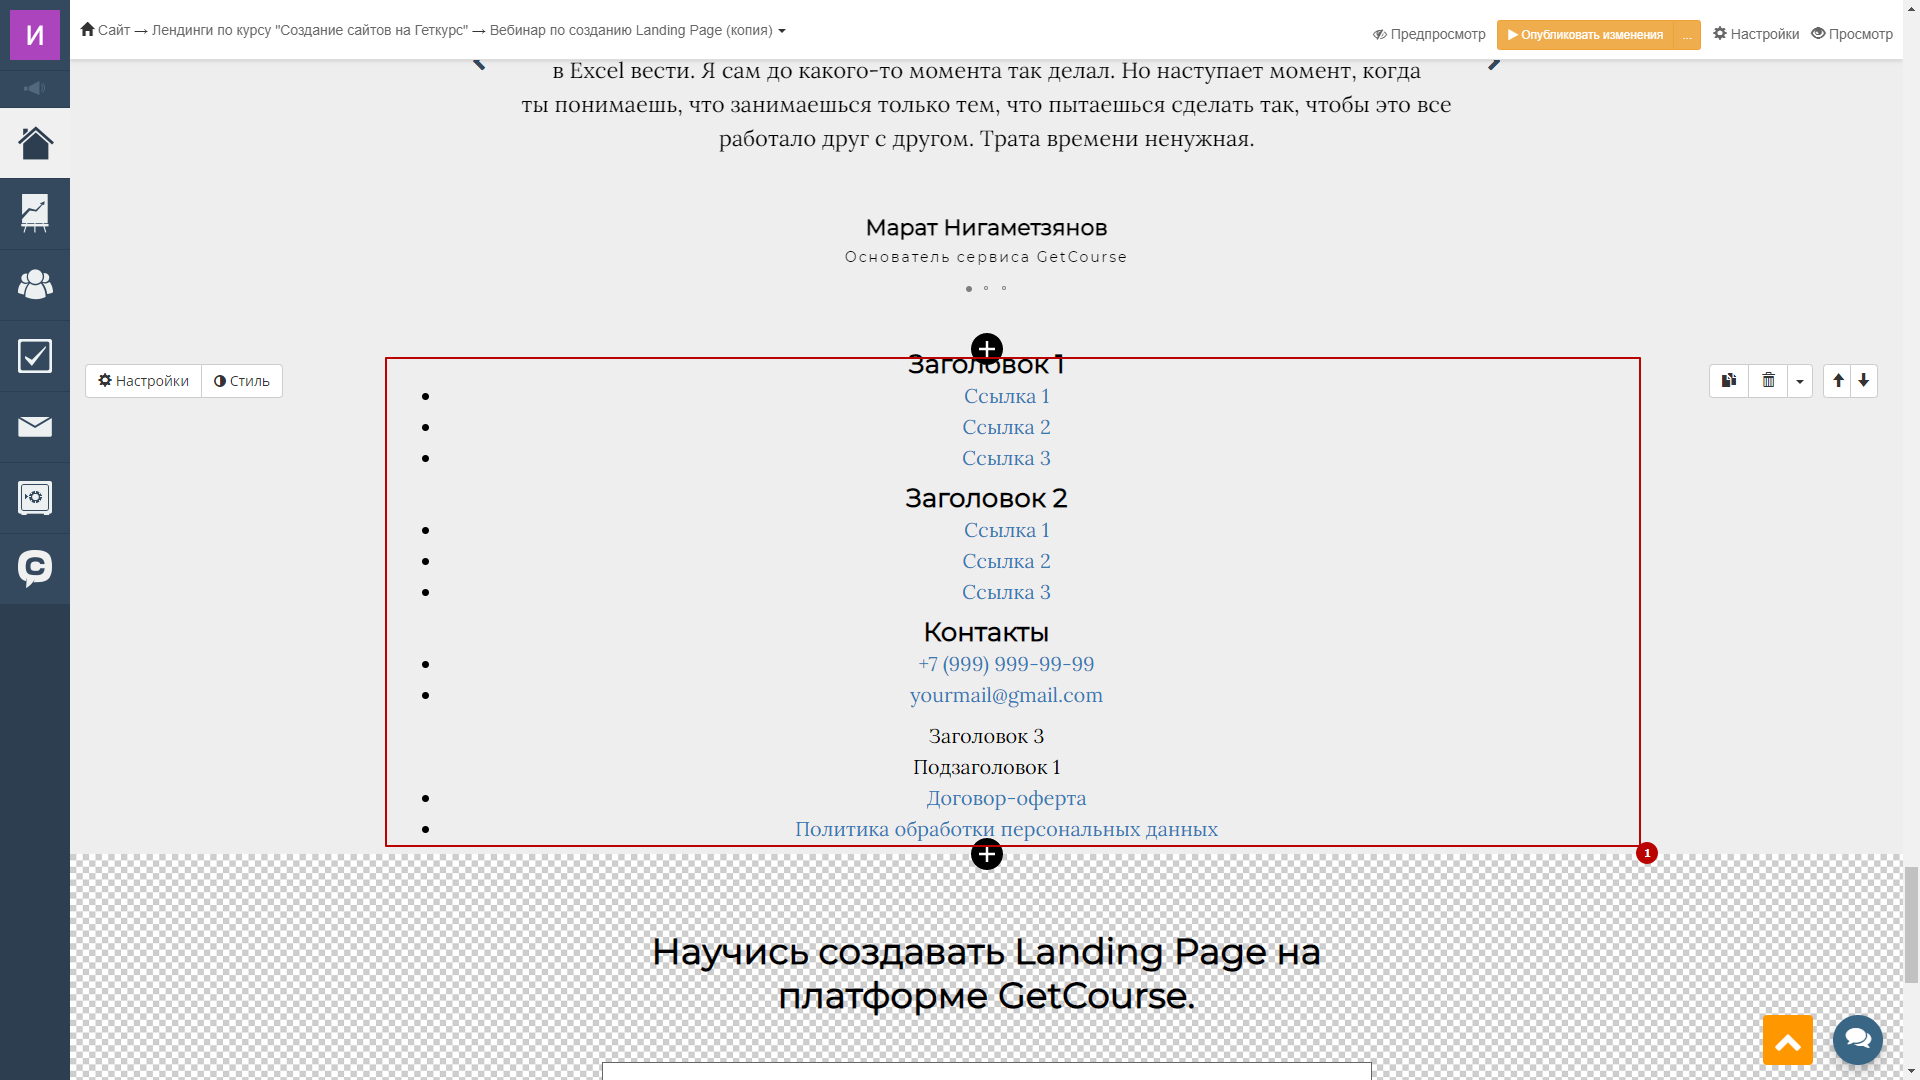 И
Сайт → Лендинги по курсу "Создание сайтов на Геткурс" → Вебинар по созданию Landing Page (копия)
Предпросмотр
Опубликовать изменения
...
Настройки
Просмотр
в Excel вести. Я сам до какого-то момента так делал. Но наступает момент, когда
ты понимаешь, что занимаешься только тем, что пытаешься сделать так, чтобы это все
работало друг с другом. Трата времени ненужная.
Марат Нигаметзянов
Основатель сервиса GetCourse
Настройки
Стиль
Заголовок 1
Ссылка 1
Ссылка 2
Ссылка 3
Заголовок 2
Ссылка 1
Ссылка 2
Ссылка 3
Контакты
+7 (999) 999-99-99
yourmail@gmail.com
Заголовок 3
Подзаголовок 1
Договор-оферта
Политика обработки персональных данных
1
Научись создавать Landing Page на
платформе GetCourse.